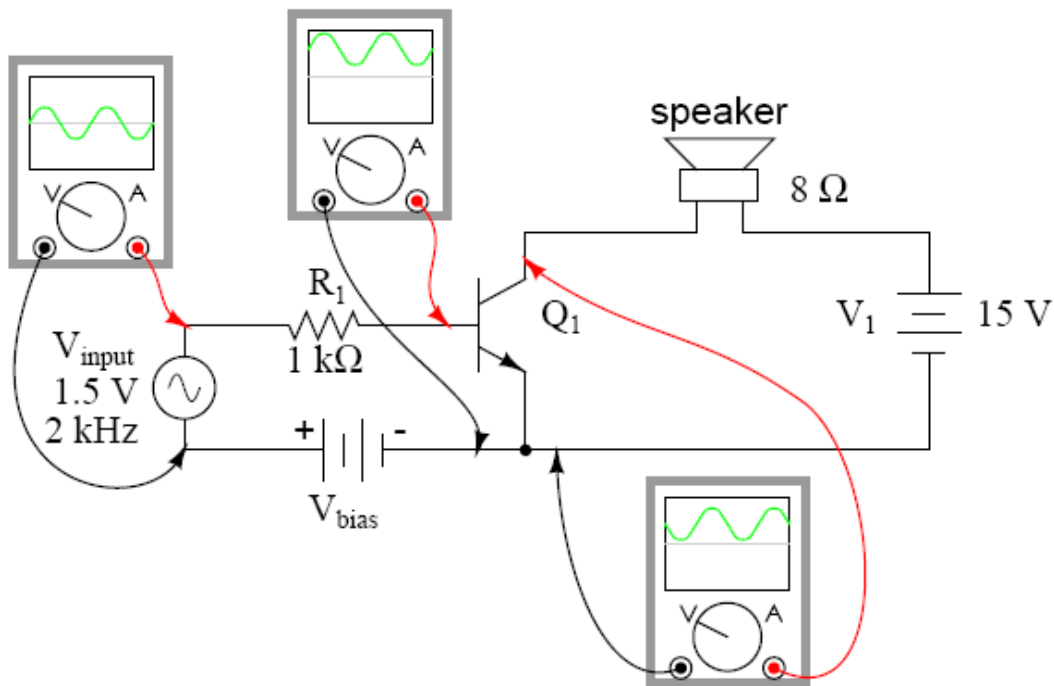 V A
V A
speaker
8 Ω
R1
1 kΩ
Q1
V1
15 V
Vinput
1.5 V
2 kHz
+ -
Vbias
V A